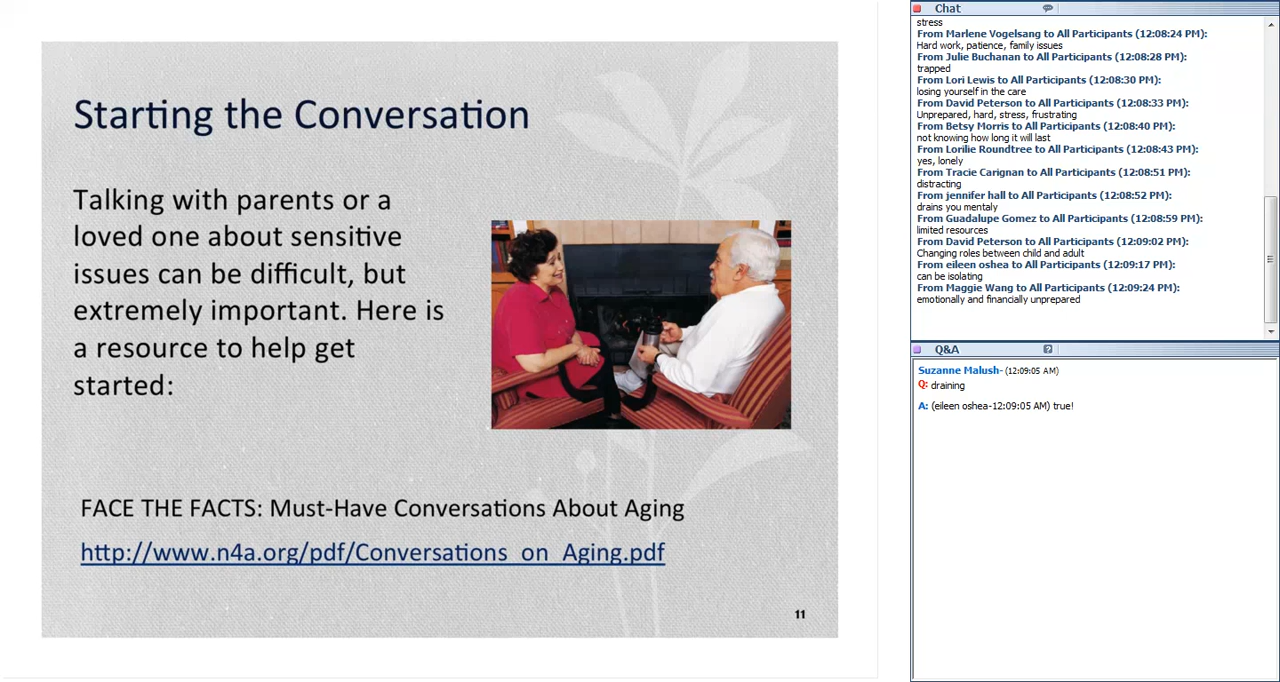 Starting the Conversation
Talking with parents or a
loved one about sensitive
issues can be difficult, but
extremely important. Here is
a resource to help get
started:
FACE THE FACTS: Must-Have Conversations About Aging
http://www.n4a.org/pdf/Conversations_on_Aging.pdf
11
Chat
stress
From Marlene Vogelsang to All Participants (12:08:24 PM):
Hard work, patience, family issues
From Julie Buchanan to All Participants (12:08:28 PM):
trapped
From Lori Lewis to All Participants (12:08:30 PM):
losing yourself in the care
From David Peterson to All Participants (12:08:33 PM):
Unprepared, hard, stress, frustrating
From Betsy Morris to All Participants (12:08:40 PM):
not knowing how long it will last
From Lorilie Roundtree to All Participants (12:08:43 PM):
yes, lonely
From Tracie Carignan to All Participants (12:08:51 PM):
distracting
From jennifer hall to All Participants (12:08:52 PM):
drains you mentaly
From Guadalupe Gomez to All Participants (12:08:59 PM):
limited resources
From David Peterson to All Participants (12:09:02 PM):
Changing roles between child and adult
From eileen oshea to All Participants (12:09:17 PM):
can be isolating
From Maggie Wang to All Participants (12:09:24 PM):
emotionally and financially unprepared
Q&A
Suzanne Malush- (12:09:05 AM)
Q: draining
A: (eileen oshea-12:09:05 AM) true!